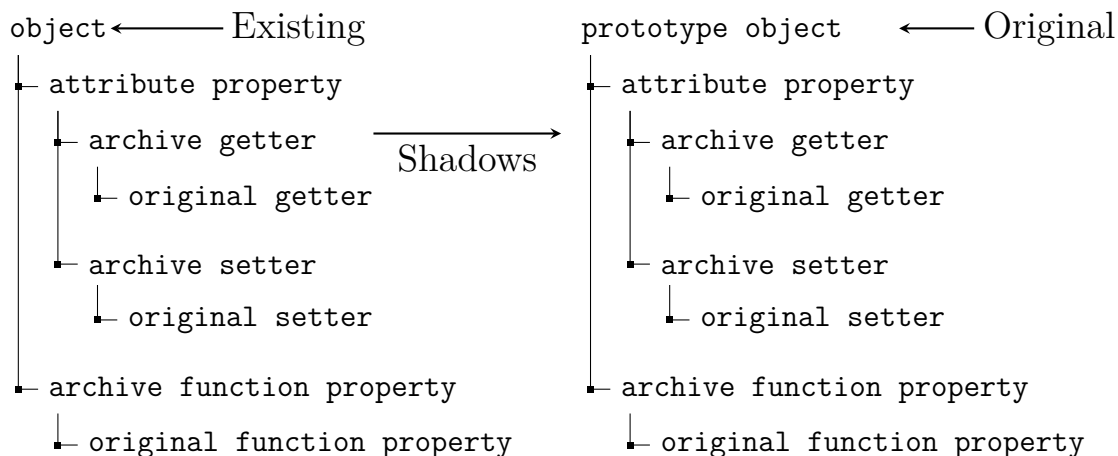 object Existing
attribute property
archive getter
original getter
archive setter
original setter
archive function property
original function property
Shadows
prototype object Original
attribute property
archive getter
original getter
archive setter
original setter
archive function property
original function property